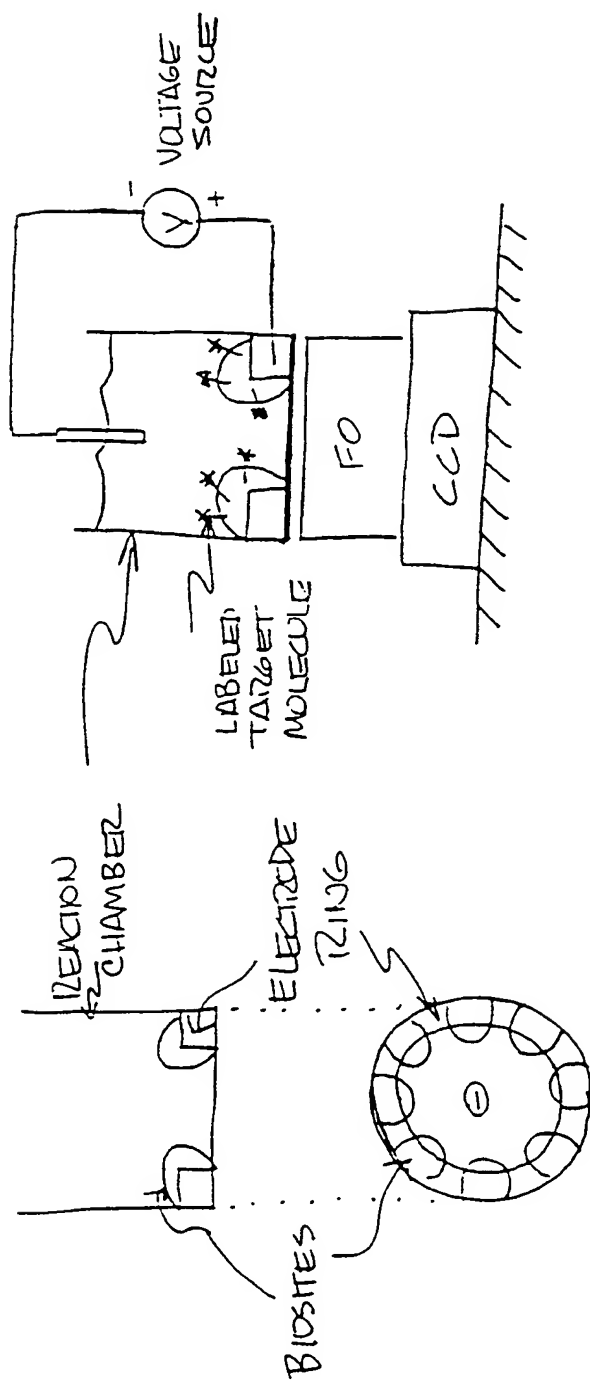 REACTION
CHAMBER
BIOSITES
ELECTRODE
RING
LABELED
TARGET
MOLECULE
-
V
+
VOLTAGE
SOURCE
FO
CCD